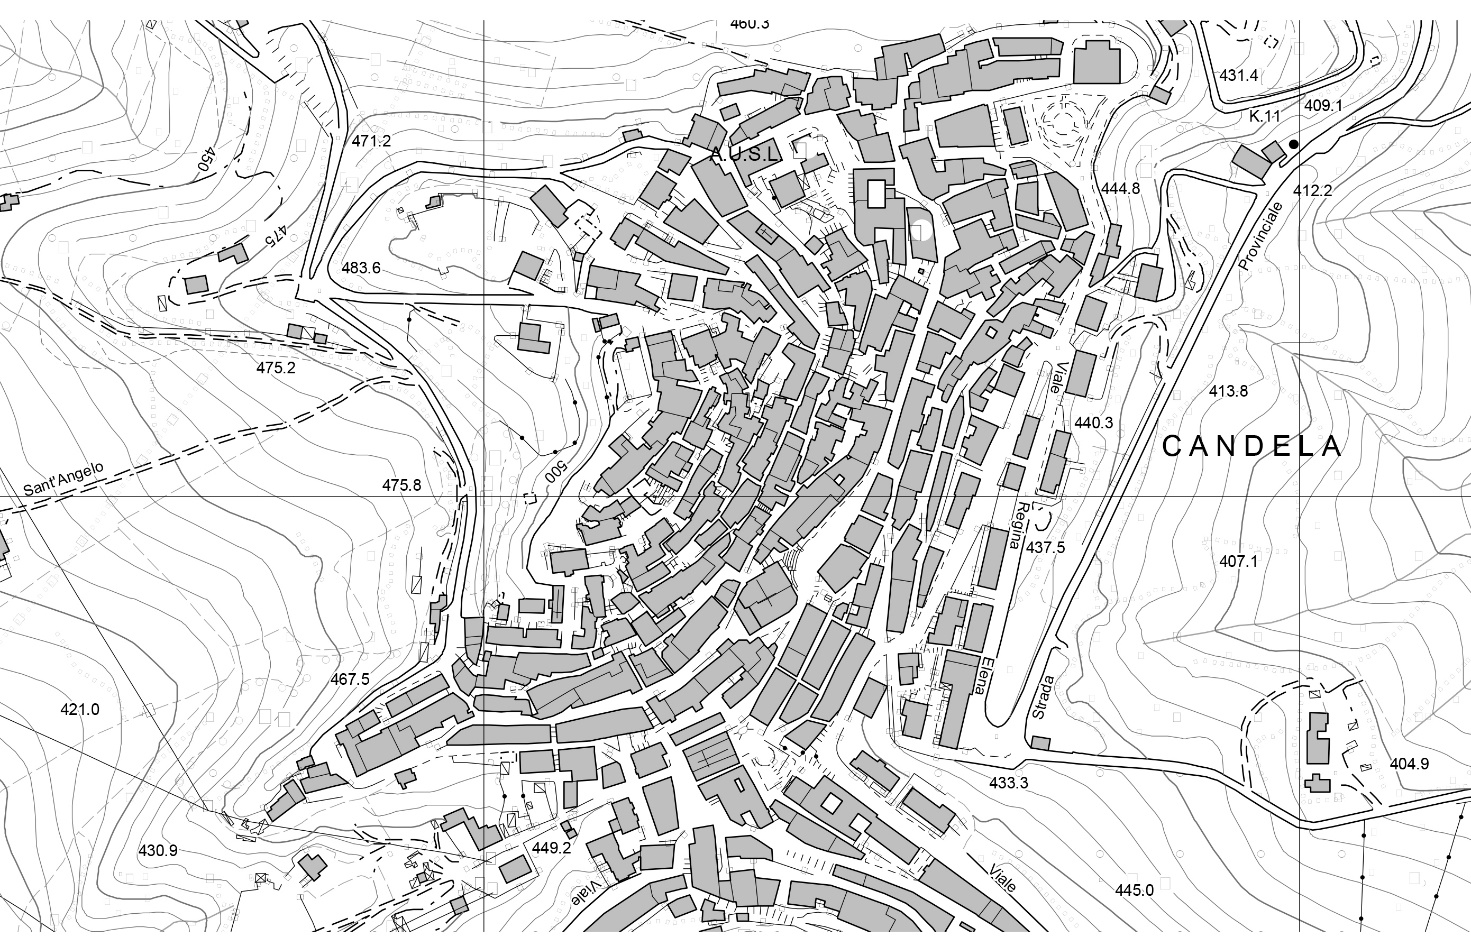 460.3
431.4
409.1
K.11
471.2
450
A.U.S.L.
444.8
412.2
475
Provinciale
483.6
475.2
Viale
413.8
440.3
CANDELA
Sant'Angelo
500
475.8
Regina
437.5
407.1
467.5
Elena
Strada
421.0
404.9
433.3
430.9
449.2
Viale
Viale
445.0